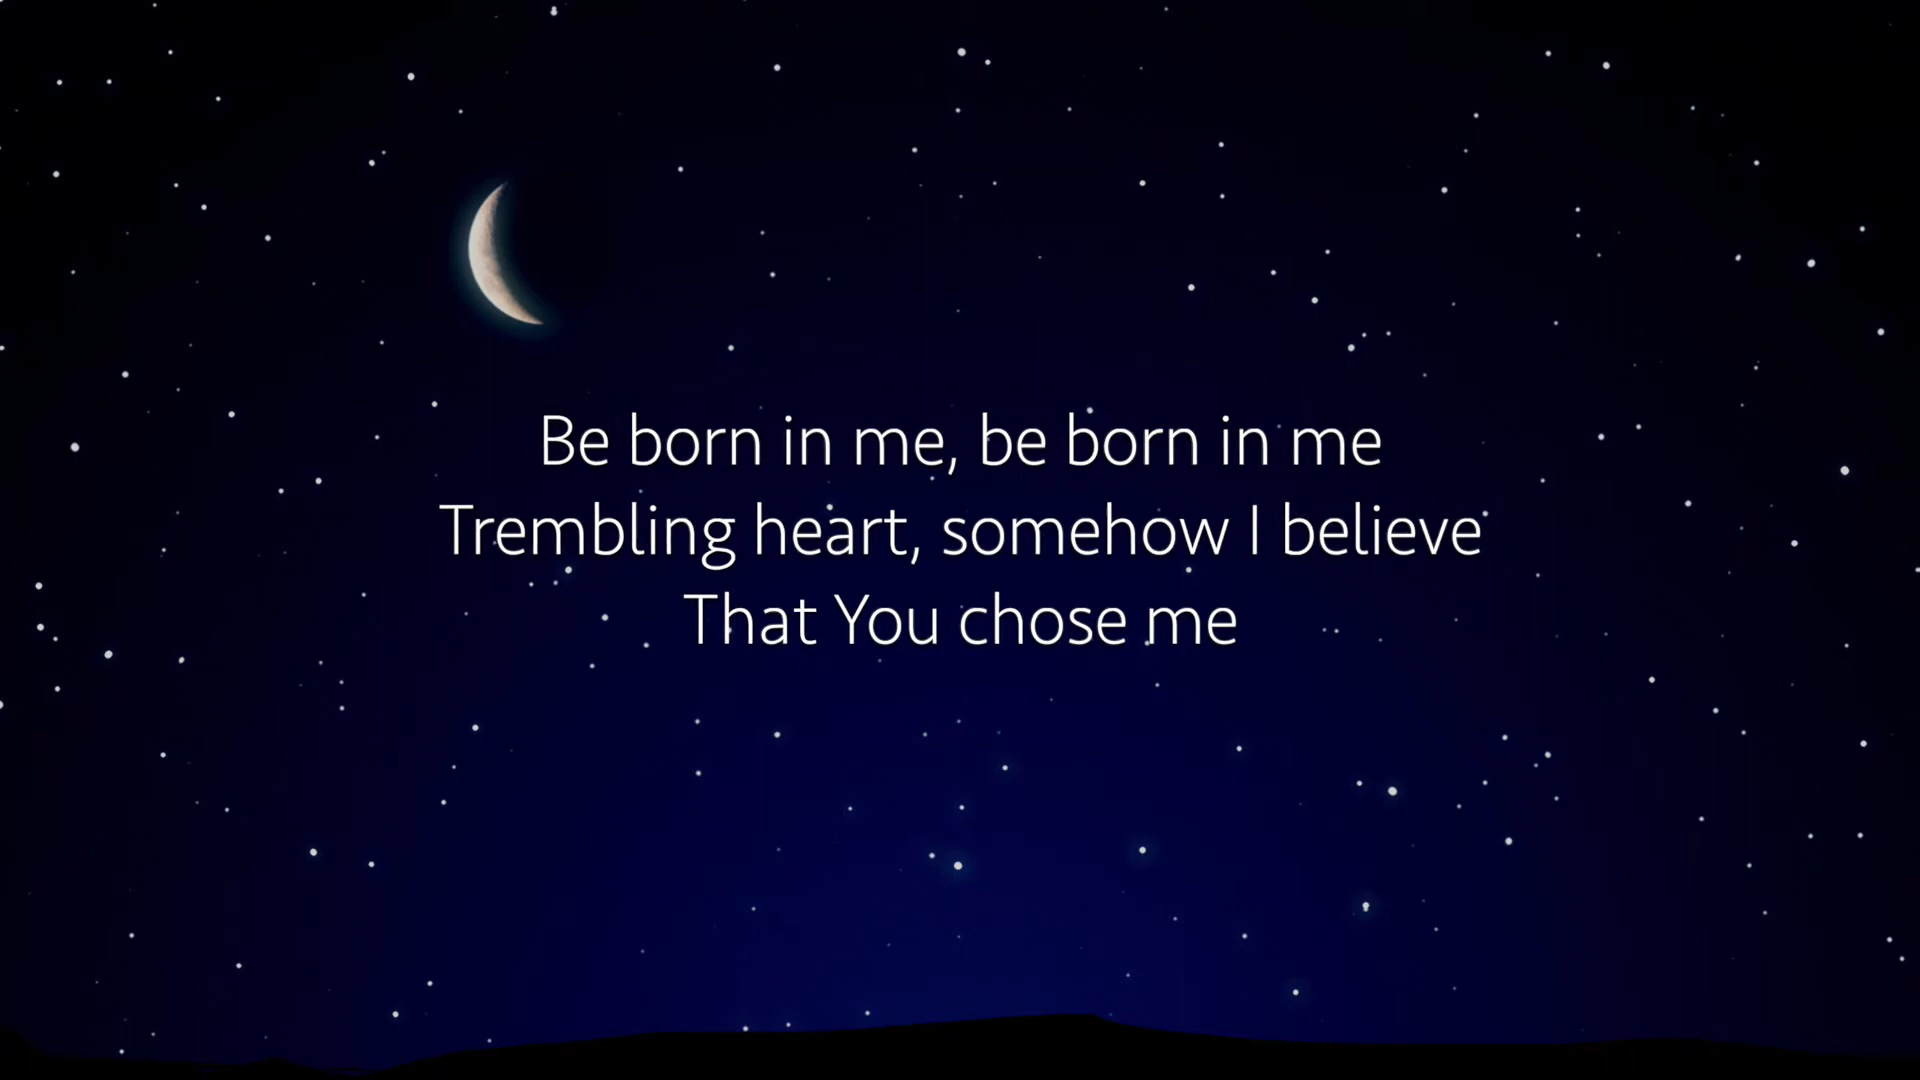 Be born in me, be born in me
Trembling heart, somehow I believe
That You chose me